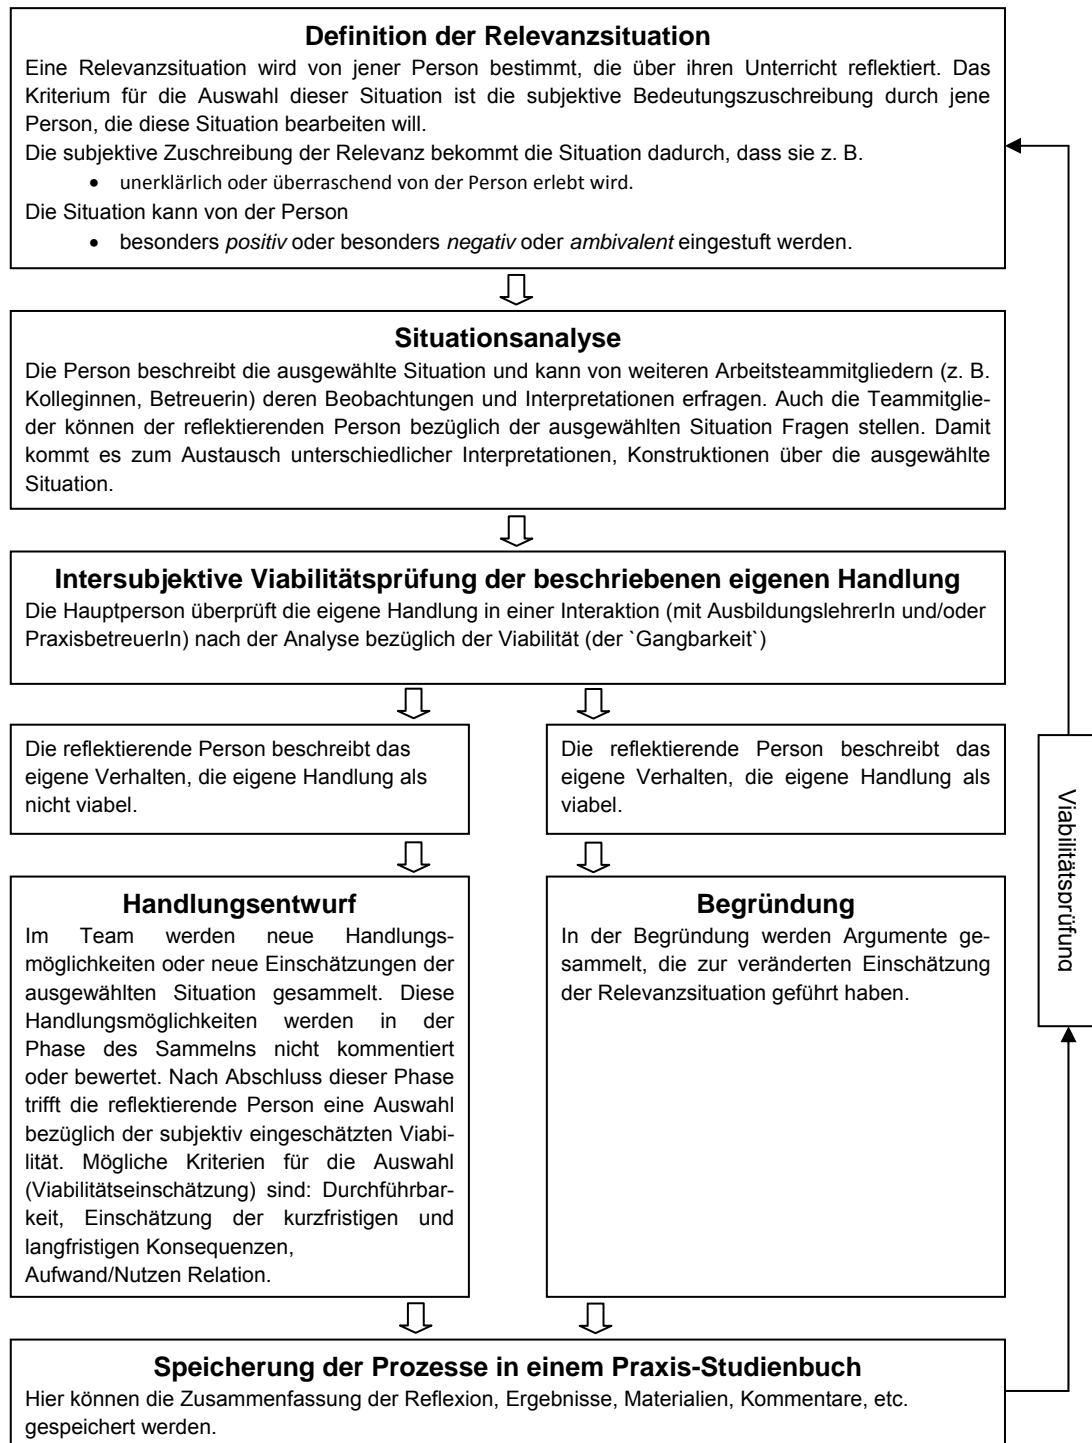 Definition der Relevanzsituation
Eine Relevanzsituation wird von jener Person bestimmt, die über ihren Unterricht reflektiert. Das
Kriterium für die Auswahl dieser Situation ist die subjektive Bedeutungszuschreibung durch jene
Person, die diese Situation bearbeiten will.
Die subjektive Zuschreibung der Relevanz bekommt die Situation dadurch, dass sie z. B.
• unerklärlich oder überraschend von der Person erlebt wird.
Die Situation kann von der Person
• besonders positiv oder besonders negativ oder ambivalent eingestuft werden.
Situationsanalyse
Die Person beschreibt die ausgewählte Situation und kann von weiteren Arbeitsteammitgliedern (z. B.
Kolleginnen, Betreuerin) deren Beobachtungen und Interpretationen erfragen. Auch die Teammitglie-
der können der reflektierenden Person bezüglich der ausgewählten Situation Fragen stellen. Damit
kommt es zum Austausch unterschiedlicher Interpretationen, Konstruktionen über die ausgewählte
Situation.
Intersubjektive Viabilitätsprüfung der beschriebenen eigenen Handlung
Die Hauptperson überprüft die eigene Handlung in einer Interaktion (mit AusbildungslehrerIn und/oder
PraxisbetreuerIn) nach der Analyse bezüglich der Viabilität (der `Gangbarkeit`)
Die reflektierende Person beschreibt das
eigene Verhalten, die eigene Handlung als
nicht viabel.
Die reflektierende Person beschreibt das
eigene Verhalten, die eigene Handlung als
viabel.
Handlungsentwurf
Im Team werden neue Handlungs-
möglichkeiten oder neue Einschätzungen der
ausgewählten Situation gesammelt. Diese
Handlungsmöglichkeiten werden in der
Phase des Sammelns nicht kommentiert
oder bewertet. Nach Abschluss dieser Phase
trifft die reflektierende Person eine Auswahl
bezüglich der subjektiv eingeschätzten Viabi-
lität. Mögliche Kriterien für die Auswahl
(Viabilitätseinschätzung) sind: Durchführbar-
keit, Einschätzung der kurzfristigen und
langfristigen Konsequenzen,
Aufwand/Nutzen Relation.
Begründung
In der Begründung werden Argumente ge-
sammelt, die zur veränderten Einschätzung
der Relevanzsituation geführt haben.
Speicherung der Prozesse in einem Praxis-Studienbuch
Hier können die Zusammenfassung der Reflexion, Ergebnisse, Materialien, Kommentare, etc.
gespeichert werden.
Viabilitätsprüfung